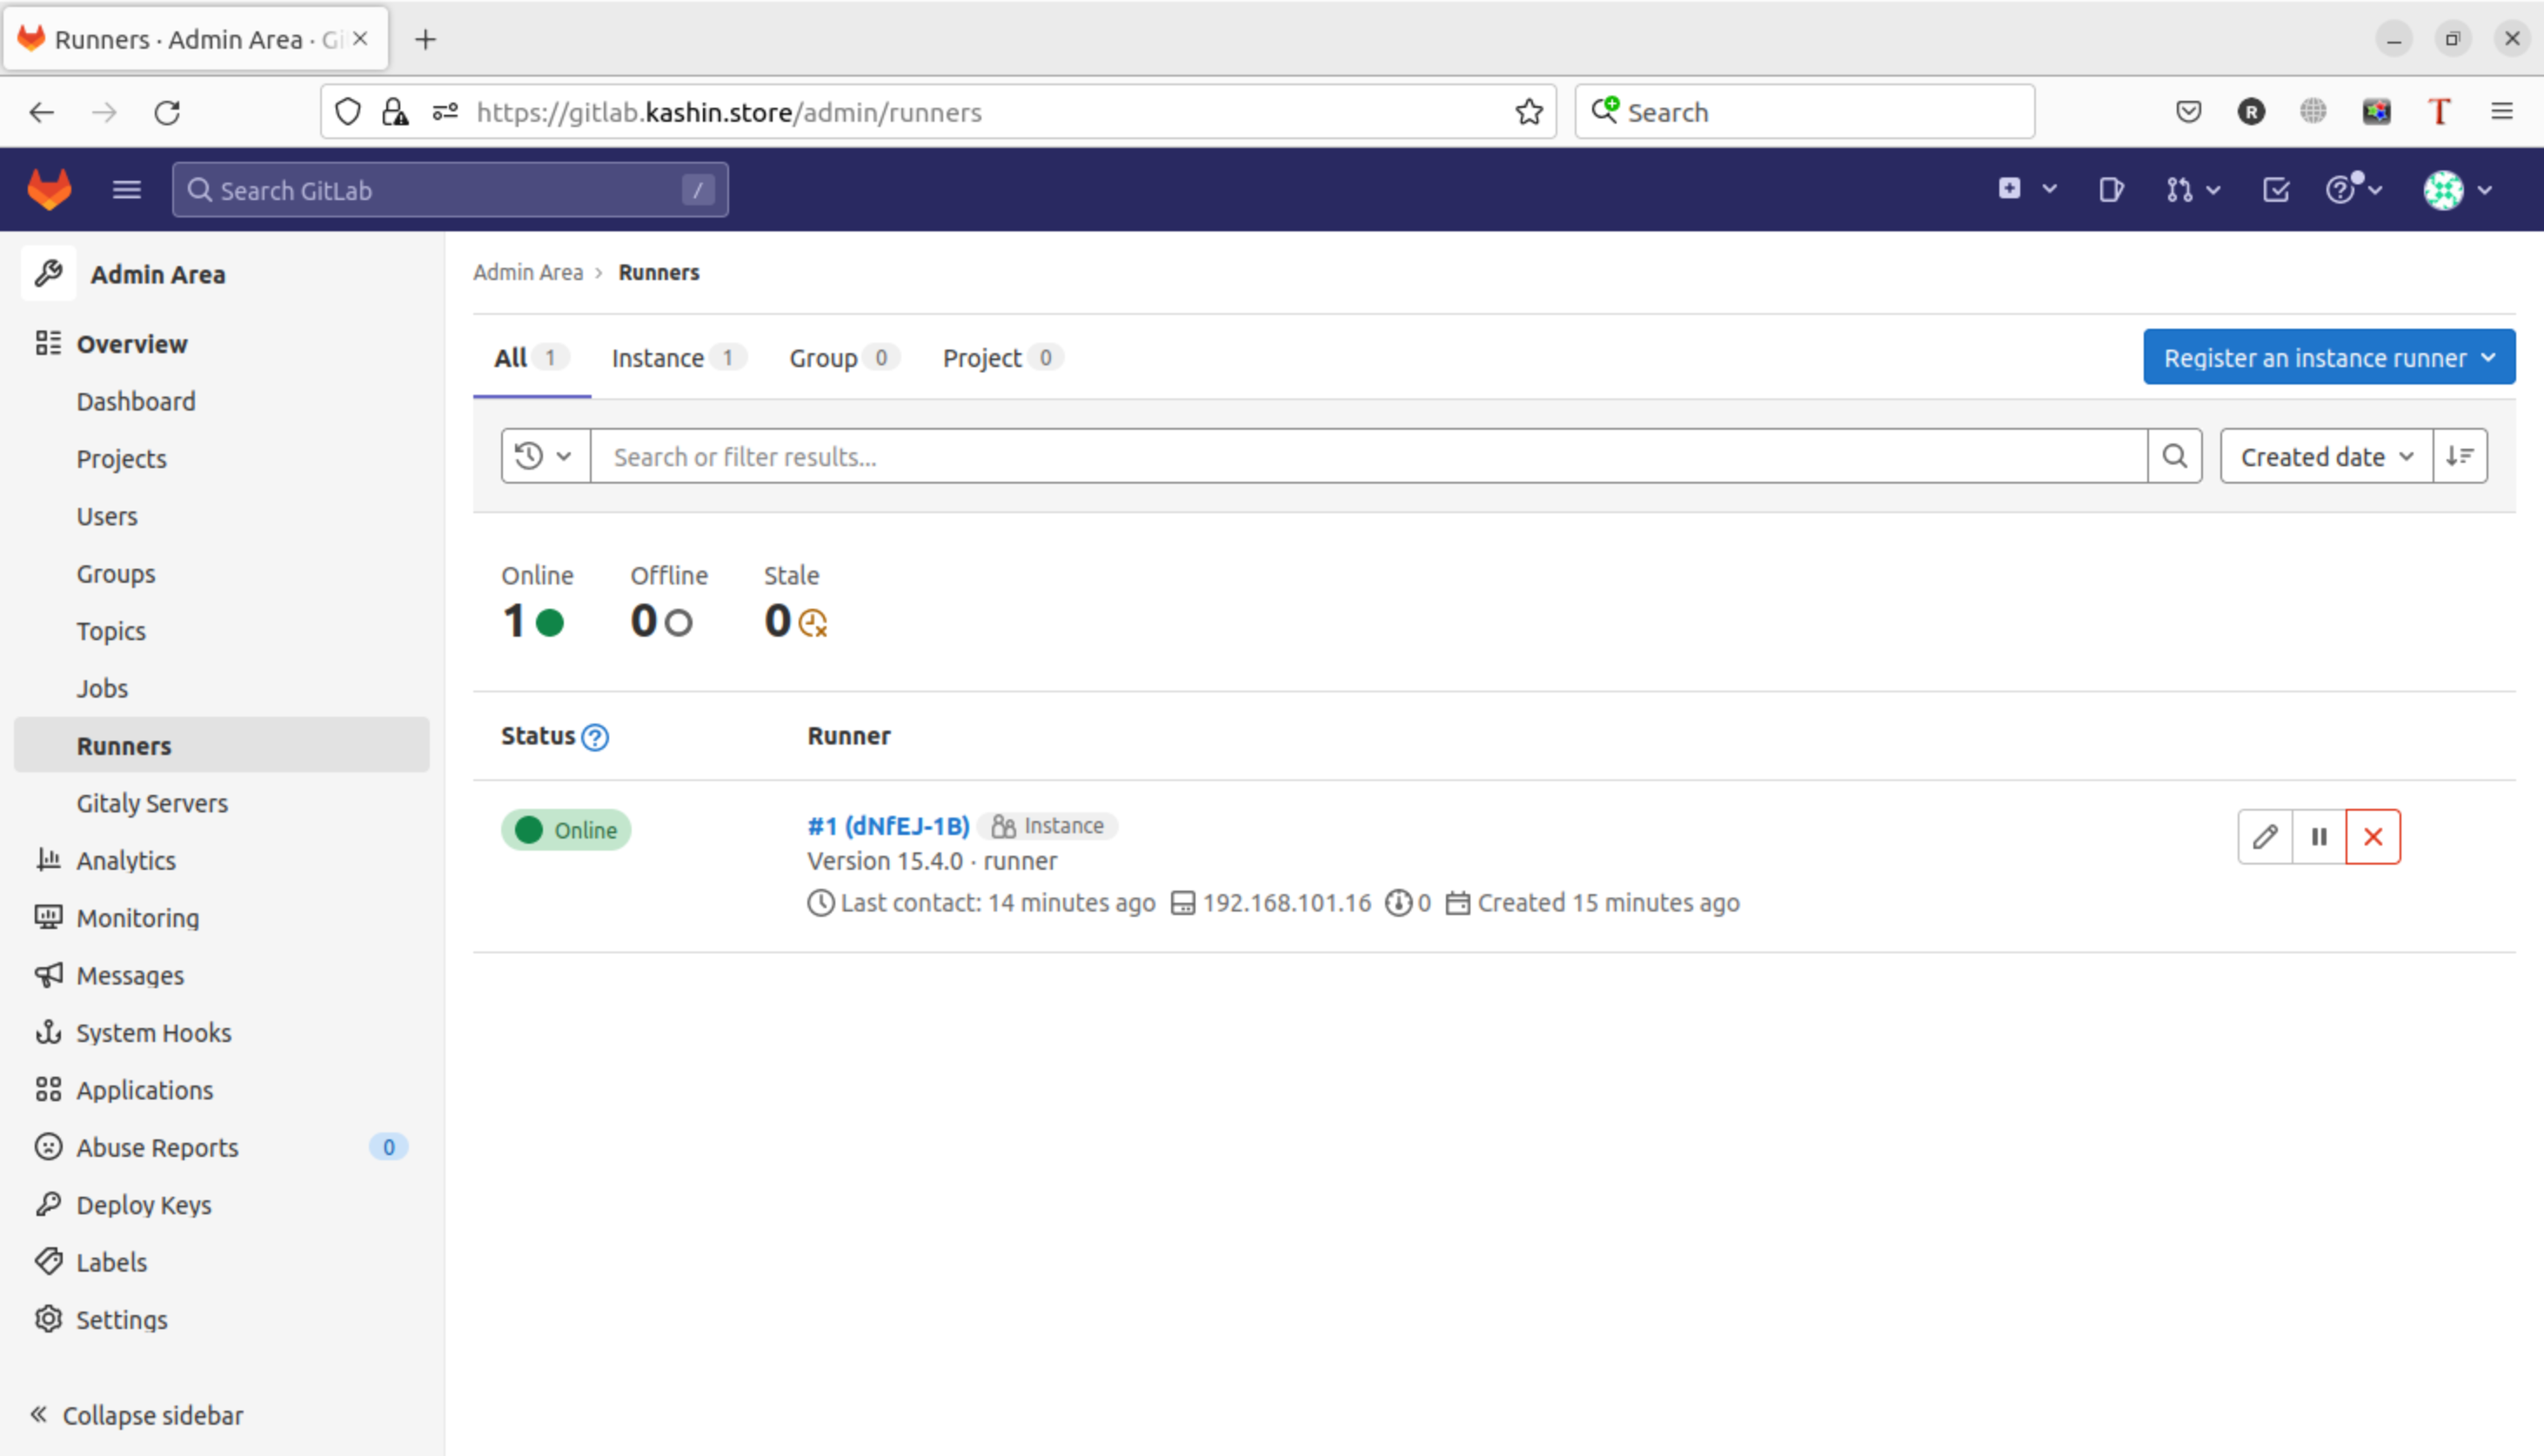 Runners · Admin Area · Gi
https://gitlab.kashin.store/admin/runners
Search
R
T
Search GitLab /
Admin Area
Overview
Dashboard
Projects
Users
Groups
Topics
Jobs
Runners
Gitaly Servers
Analytics
Monitoring
Messages
System Hooks
Applications
Abuse Reports 0
Deploy Keys
Labels
Settings
Collapse sidebar
Admin Area › Runners
All 1 Instance 1 Group 0 Project 0
Register an instance runner
Search or filter results...
Created date
Online Offline Stale
1 0 0
Status Runner
Online
#1 (dNfEJ-1B) Instance
Version 15.4.0 · runner
Last contact: 14 minutes ago 192.168.101.16 0 Created 15 minutes ago